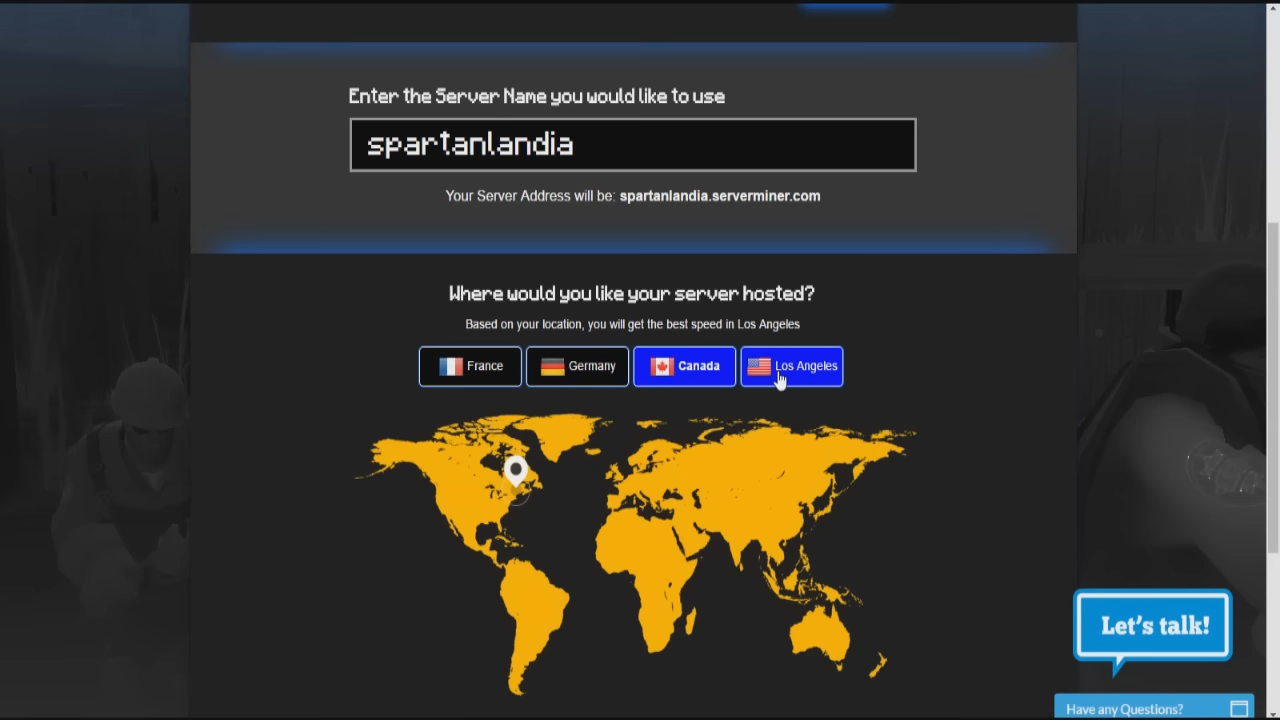 Enter the Server Name you would like to use
spartanlandia
Your Server Address will be: spartanlandia.serverminer.com
Where would you like your server hosted?
Based on your location, you will get the best speed in Los Angeles
France Germany Canada Los Angeles
Let's talk!
Have any Questions?